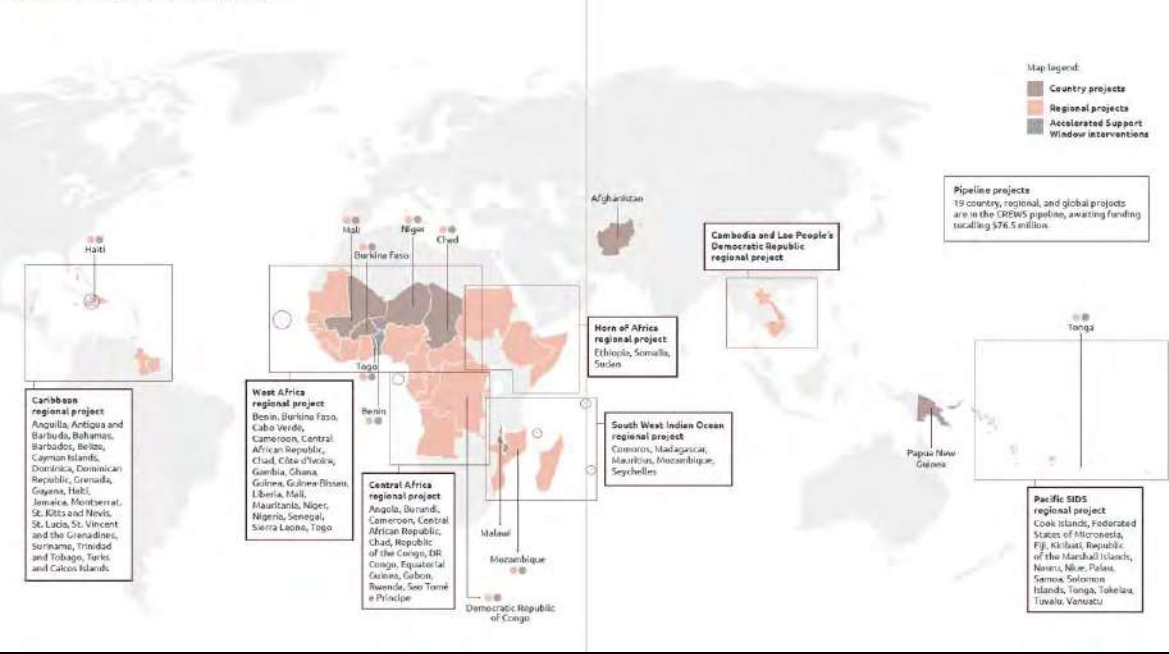 Map legend:
Country projects
Regional projects
Accelerated Support
Window interventions
Pipeline projects
19 country, regional, and global projects
are in the CREWS pipeline, awaiting funding
totalling $76.5 million.
Afghanistan
Mali
Niger
Chad
Burkina Faso
Haiti
Cambodia and Lao People's
Democratic Republic
regional project
Tonga
Horn of Africa
regional project
Ethiopia, Somalia,
Sudan
Togo
Benin
Caribbean
regional project
Anguilla, Antigua and
Barbuda, Bahamas,
Barbados, Belize,
Cayman Islands,
Dominica, Dominican
Republic, Grenada,
Guyana, Haiti,
Jamaica, Montserrat,
St. Kitts and Nevis,
St. Lucia, St. Vincent
and the Grenadines,
Suriname, Trinidad
and Tobago, Turks
and Caicos Islands
West Africa
regional project
Benin, Burkina Faso,
Cabo Verde,
Cameroon, Central
African Republic,
Chad, Côte d'Ivoire,
Gambia, Ghana,
Guinea, Guinea-Bissau,
Liberia, Mali,
Mauritania, Niger,
Nigeria, Senegal,
Sierra Leone, Togo
Central Africa
regional project
Angola, Burundi,
Cameroon, Central
African Republic,
Chad, Republic
of the Congo, DR
Congo, Equatorial
Guinea, Gabon,
Rwanda, Sao Tomé
e Principe
South West Indian Ocean
regional project
Comoros, Madagascar,
Mauritius, Mozambique,
Seychelles
Papua New
Guinea
Malawi
Mozambique
Democratic Republic
of Congo
Pacific SIDS
regional project
Cook Islands, Federated
States of Micronesia,
Fiji, Kiribati, Republic
of the Marshall Islands,
Nauru, Niue, Palau,
Samoa, Solomon
Islands, Tonga, Tokelau,
Tuvalu, Vanuatu